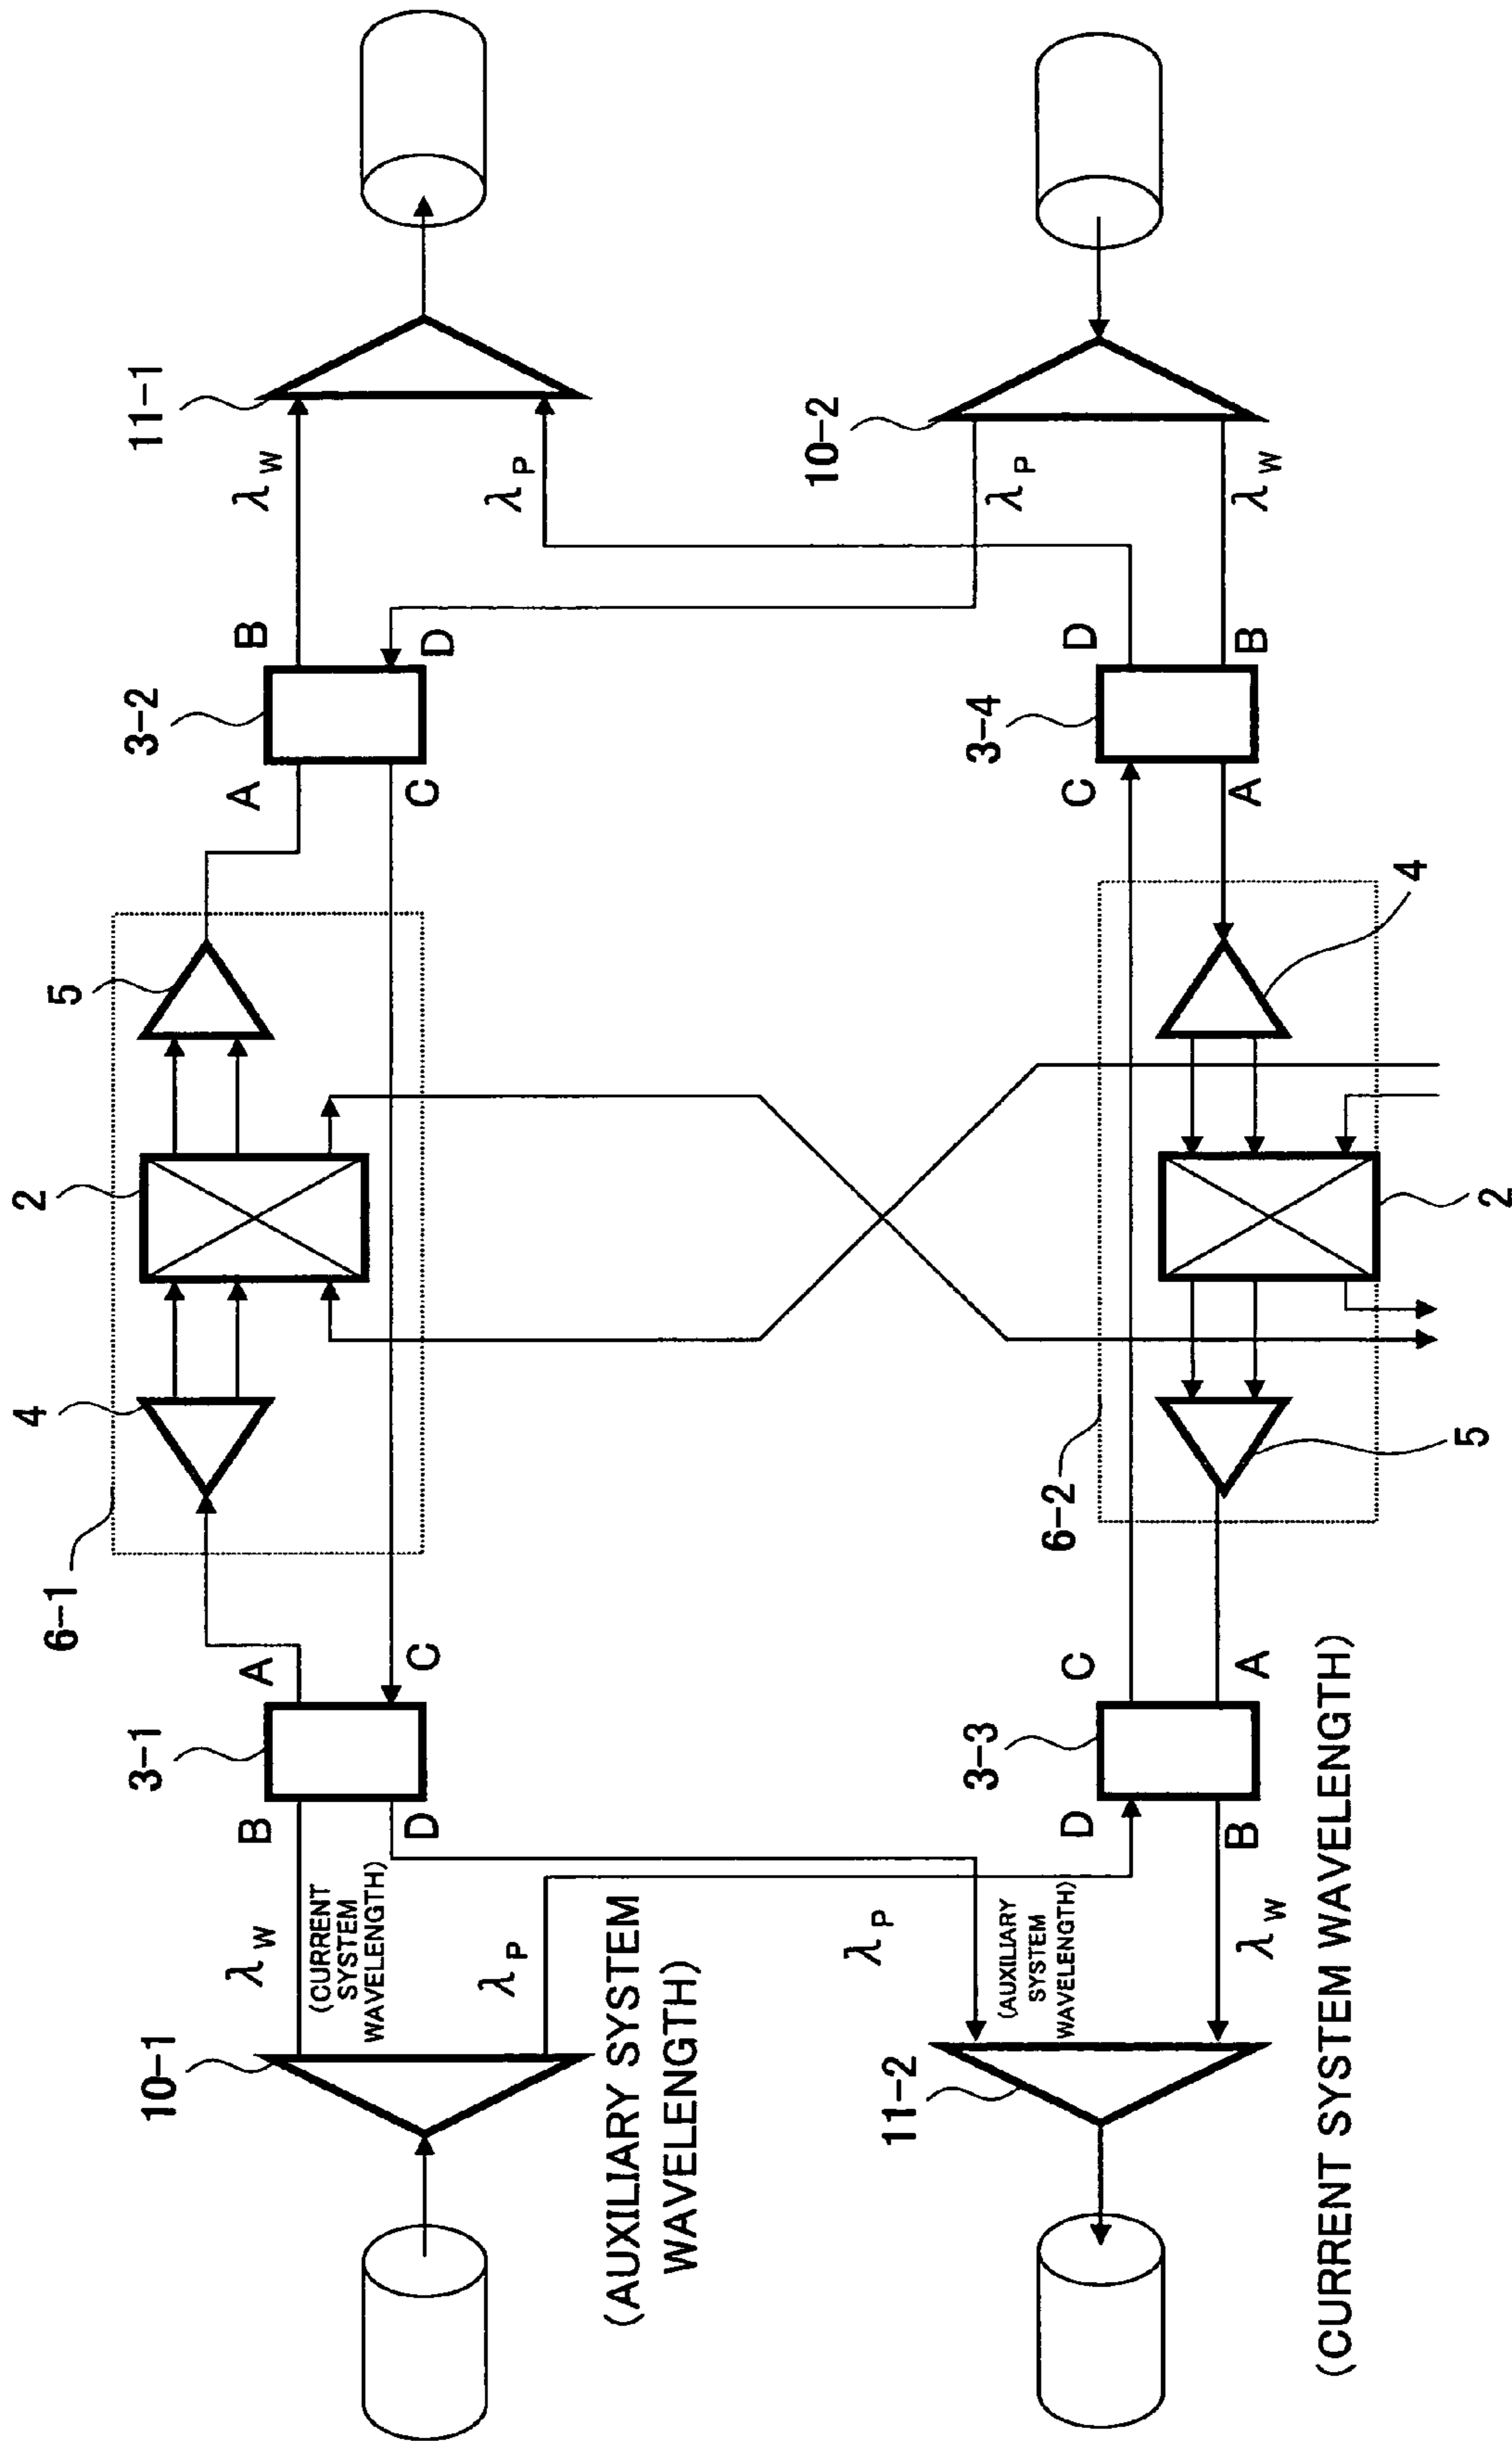 11-1
λW
λP
10-2
λP
λW
B
D
3-2
A
C
D
B
3-4
C
A
5
4
2
2
4
5
6-1
6-2
A
C
3-1
B
D
C
A
3-3
D
B
λW
(CURRENT
SYSTEM
WAVELENGTH)
λP
λP
(AUXILIARY
SYSTEM
WAVELENGTH)
λW
10-1
11-2
(AUXILIARY SYSTEM
WAVELENGTH)
(CURRENT SYSTEM WAVELENGTH)